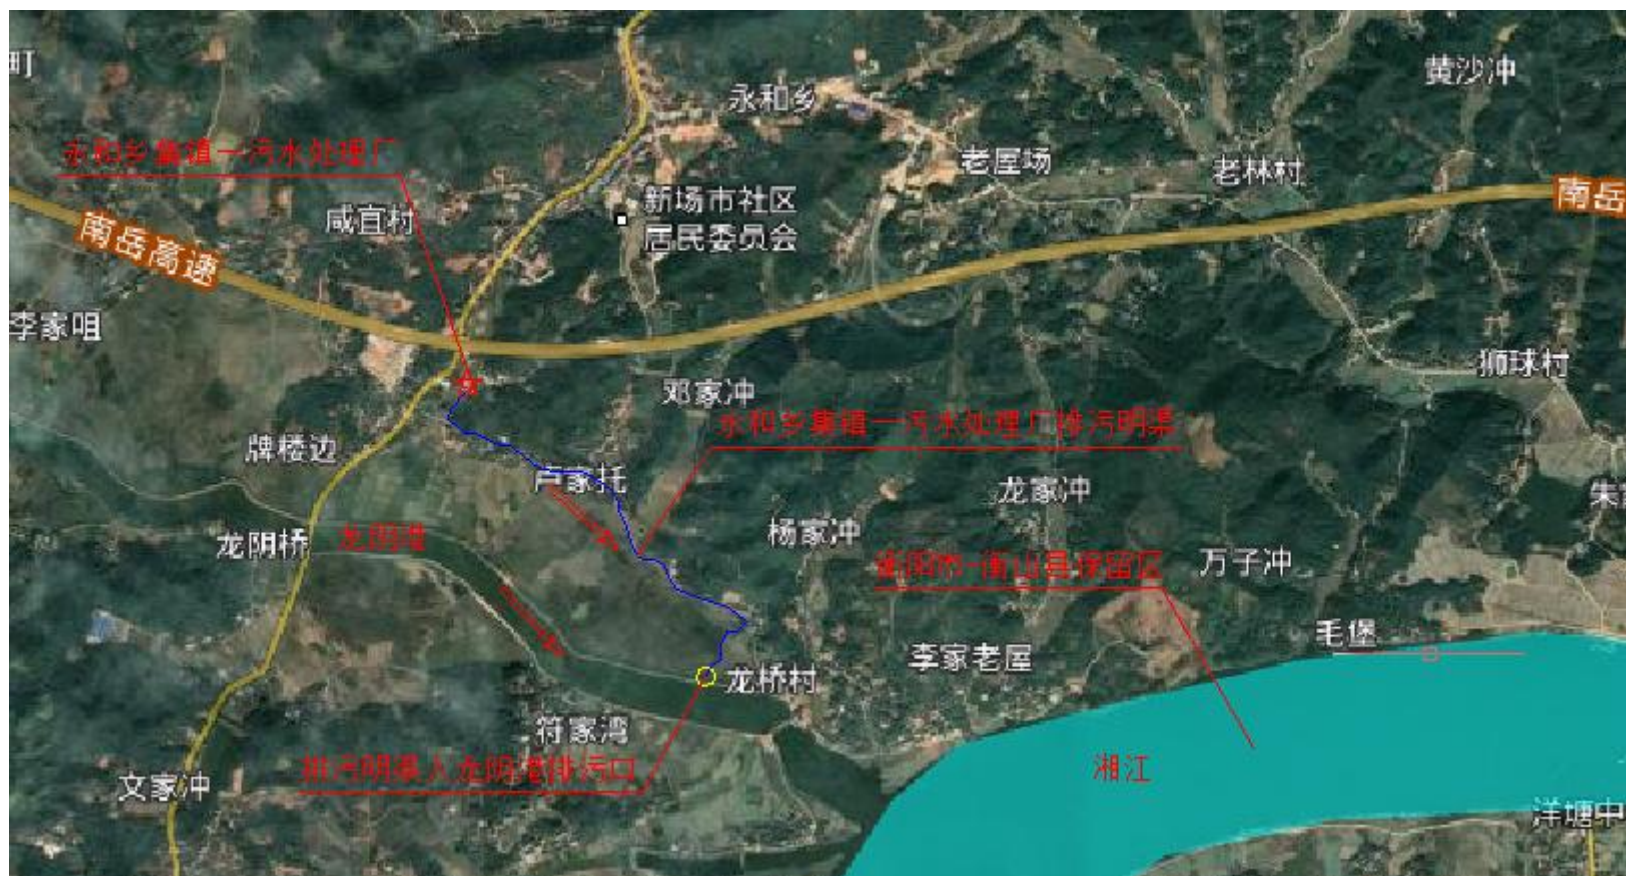 町
黄沙冲
永和乡
永和乡集镇一污水处理厂
老屋场
老林村
南岳
新场市社区
居民委员会
咸宜村
南岳高速
李家咀
狮球村
邓家冲
永和乡集镇一污水处理厂排污明渠
牌楼边
卢家托
龙家冲
朱
杨家冲
龙阴桥
龙阴港
衡阳市-衡山县保留区
万子冲
毛堡
李家老屋
龙桥村
符家湾
排污明渠入龙阴港排污口
湘江
文家冲
洋塘中